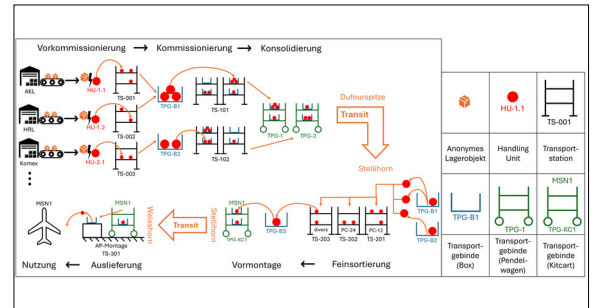 Vorkommissionierung → Kommissionierung → Konsolidierung
AKL
HU-1.1
TS-001
HRL
HU-1.2
TS-002
Komex
HU-2.1
TS-003
TPG-B1
TS-101
TPG-B2
TS-102
TPG-1
TPG-2
Dufourspitze
Transit
Stellihorn
TPG-B1
TPG-B2
divers
TS-203
PC-24
TS-202
PC-12
TS-201
TPG-B3
MSN1
TPG-KC1
Stellihorn
Transit
Weisshorn
MSN1
TPG-KC1
AP-Montage
TS-301
MSN1
Nutzung ← Auslieferung
Vormontage ← Feinsortierung
HU-1.1
TS-001
Anonymes
Lagerobjekt
Handling
Unit
Transport-
station
TPG-B1
TPG-1
MSN1
TPG-KC1
Transport-
gebinde
(Box)
Transport-
gebinde
(Pendel-
wagen)
Transport-
gebinde
(Kitcart)